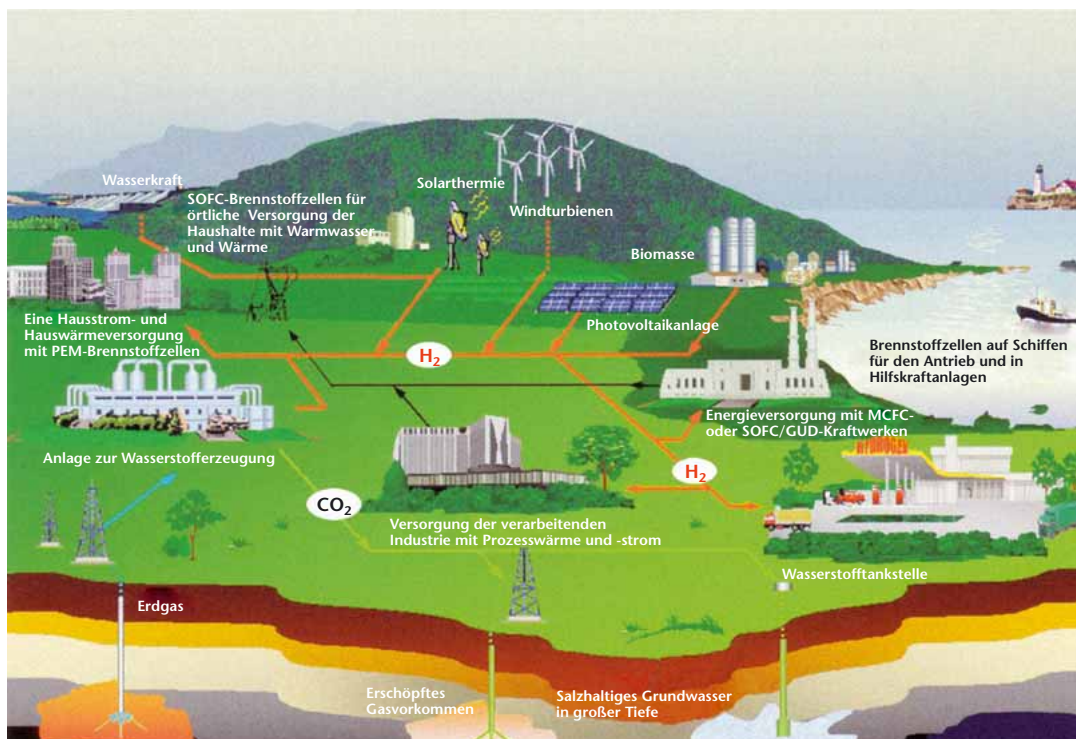 Wasserkraft
SOFC-Brennstoffzellen für
örtliche Versorgung der
Haushalte mit Warmwasser
und Wärme
Solarthermie
Windturbienen
Biomasse
Eine Hausstrom- und
Hauswärmeversorgung
mit PEM-Brennstoffzellen
H₂
Photovoltaikanlage
Brennstoffzellen auf Schiffen
für den Antrieb und in
Hilfskraftanlagen
Energieversorgung mit MCFC-
oder SOFC/GUD-Kraftwerken
Anlage zur Wasserstofferzeugung
H₂
HYDROGEN
CO₂
Versorgung der verarbeitenden
Industrie mit Prozesswärme und -strom
Wasserstofftankstelle
Erdgas
Erschöpftes
Gasvorkommen
Salzhaltiges Grundwasser
in großer Tiefe